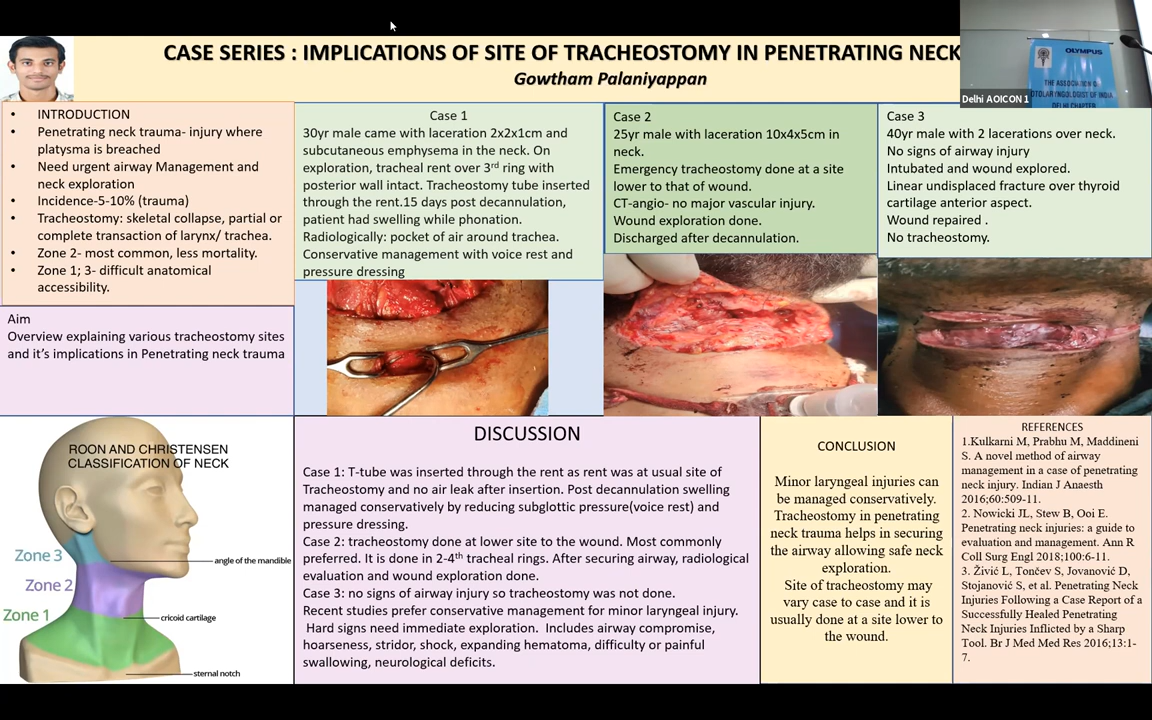 CASE SERIES : IMPLICATIONS OF SITE OF TRACHEOSTOMY IN PENETRATING NECK
Gowtham Palaniyappan
OLYMPUS
THE ASSOCIATION OF
OTOLARYNGOLOGIST OF INDIA
DELHI CHAPTER
Delhi AOICON 1
• INTRODUCTION
• Penetrating neck trauma- injury where
platysma is breached
• Need urgent airway Management and
neck exploration
• Incidence-5-10% (trauma)
• Tracheostomy: skeletal collapse, partial or
complete transaction of larynx/ trachea.
• Zone 2- most common, less mortality.
• Zone 1; 3- difficult anatomical
accessibility.
Aim
Overview explaining various tracheostomy sites
and it's implications in Penetrating neck trauma
Case 1
30yr male came with laceration 2x2x1cm and
subcutaneous emphysema in the neck. On
exploration, tracheal rent over 3rd ring with
posterior wall intact. Tracheostomy tube inserted
through the rent.15 days post decannulation,
patient had swelling while phonation.
Radiologically: pocket of air around trachea.
Conservative management with voice rest and
pressure dressing
Case 2
25yr male with laceration 10x4x5cm in
neck.
Emergency tracheostomy done at a site
lower to that of wound.
CT-angio- no major vascular injury.
Wound exploration done.
Discharged after decannulation.
Case 3
40yr male with 2 lacerations over neck.
No signs of airway injury
Intubated and wound explored.
Linear undisplaced fracture over thyroid
cartilage anterior aspect.
Wound repaired .
No tracheostomy.
ROON AND CHRISTENSEN
CLASSIFICATION OF NECK
Zone 3
angle of the mandible
Zone 2
Zone 1
cricoid cartilage
sternal notch
DISCUSSION
Case 1: T-tube was inserted through the rent as rent was at usual site of
Tracheostomy and no air leak after insertion. Post decannulation swelling
managed conservatively by reducing subglottic pressure(voice rest) and
pressure dressing.
Case 2: tracheostomy done at lower site to the wound. Most commonly
preferred. It is done in 2-4th tracheal rings. After securing airway, radiological
evaluation and wound exploration done.
Case 3: no signs of airway injury so tracheostomy was not done.
Recent studies prefer conservative management for minor laryngeal injury.
Hard signs need immediate exploration. Includes airway compromise,
hoarseness, stridor, shock, expanding hematoma, difficulty or painful
swallowing, neurological deficits.
CONCLUSION
Minor laryngeal injuries can
be managed conservatively.
Tracheostomy in penetrating
neck trauma helps in securing
the airway allowing safe neck
exploration.
Site of tracheostomy may
vary case to case and it is
usually done at a site lower to
the wound.
REFERENCES
1.Kulkarni M, Prabhu M, Maddineni
S. A novel method of airway
management in a case of penetrating
neck injury. Indian J Anaesth
2016;60:509-11.
2. Nowicki JL, Stew B, Ooi E.
Penetrating neck injuries: a guide to
evaluation and management. Ann R
Coll Surg Engl 2018;100:6-11.
3. Živić L, Tončev S, Jovanović D,
Stojanović S, et al. Penetrating Neck
Injuries Following a Case Report of a
Successfully Healed Penetrating
Neck Injuries Inflicted by a Sharp
Tool. Br J Med Med Res 2016;13:1-
7.